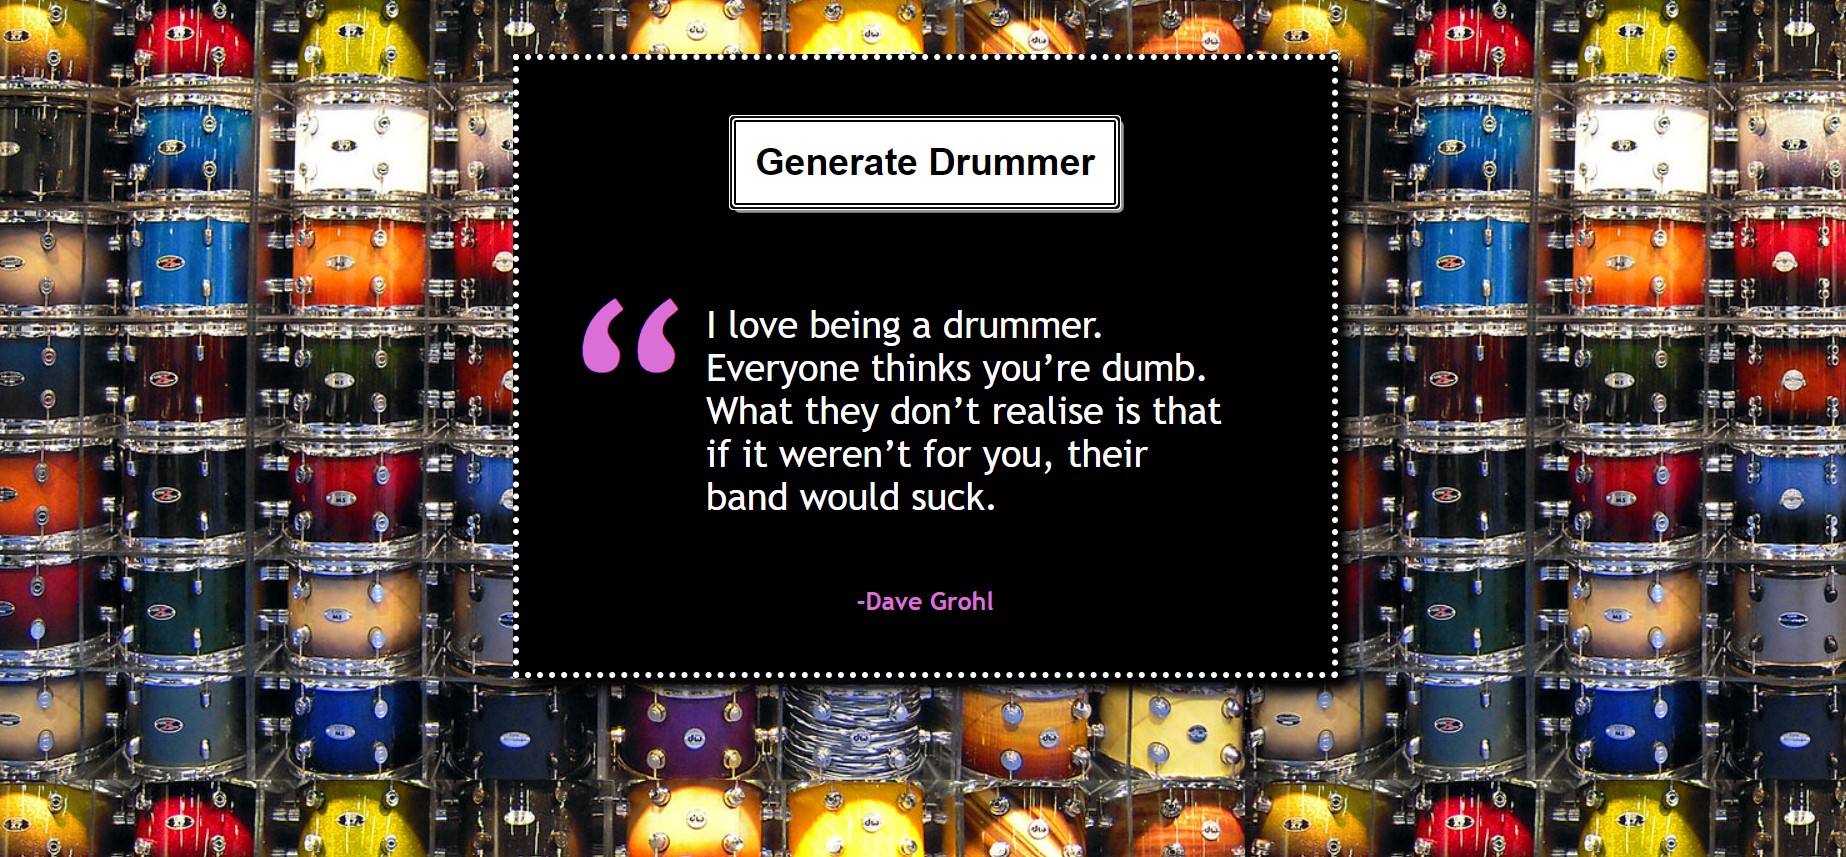 Generate Drummer
“
I love being a drummer.
Everyone thinks you’re dumb.
What they don’t realise is that
if it weren’t for you, their
band would suck.
-Dave Grohl